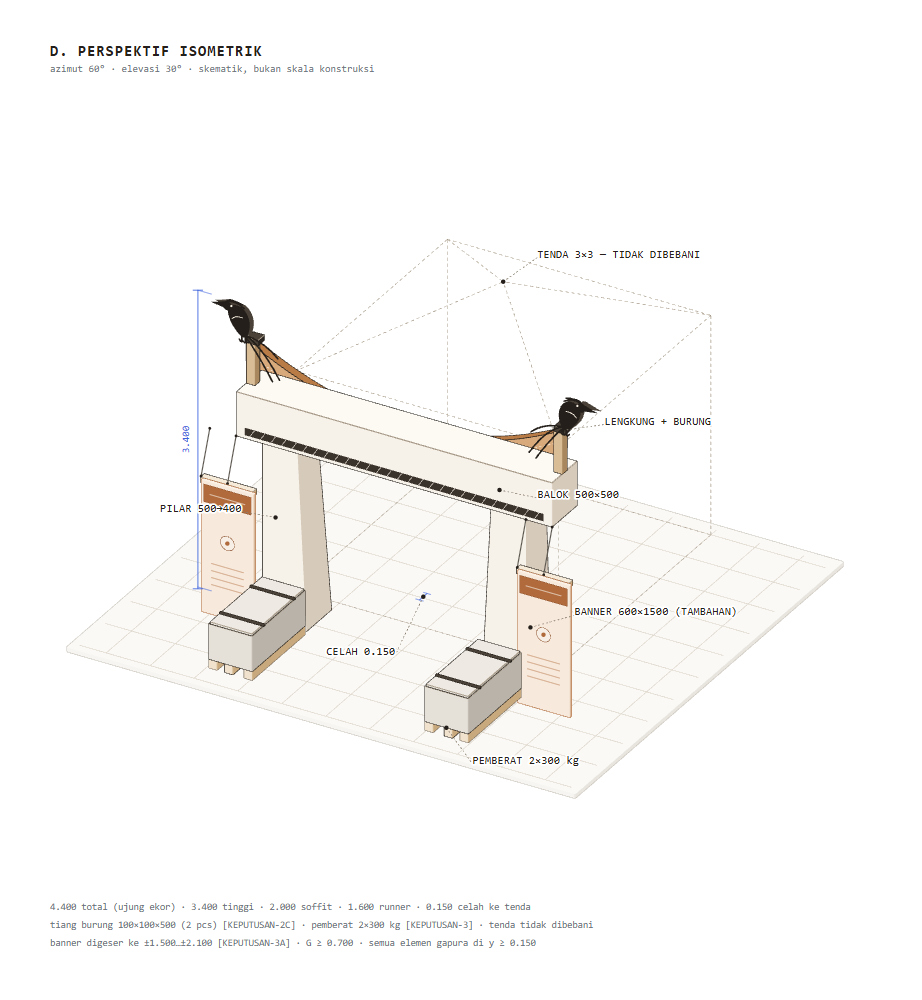 D. PERSPEKTIF ISOMETRIK
azimut 60° · elevasi 30° · skematik, bukan skala konstruksi
TENDA 3×3 — TIDAK DIBEBANI
3.400
LENGKUNG + BURUNG
BALOK 500×500
PILAR 500→400
BANNER 600×1500 (TAMBAHAN)
CELAH 0.150
PEMBERAT 2×300 kg
4.400 total (ujung ekor) · 3.400 tinggi · 2.000 soffit · 1.600 runner · 0.150 celah ke tenda
tiang burung 100×100×500 (2 pcs) [KEPUTUSAN-2C] · pemberat 2×300 kg [KEPUTUSAN-3] · tenda tidak dibebani
banner digeser ke ±1.500…±2.100 [KEPUTUSAN-3A] · G ≥ 0.700 · semua elemen gapura di y ≥ 0.150